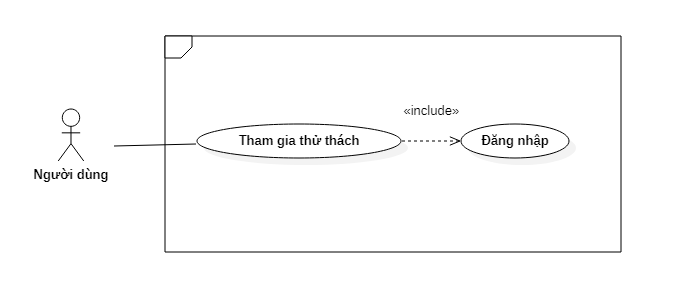 «include»
Tham gia thử thách
Đăng nhập
Người dùng